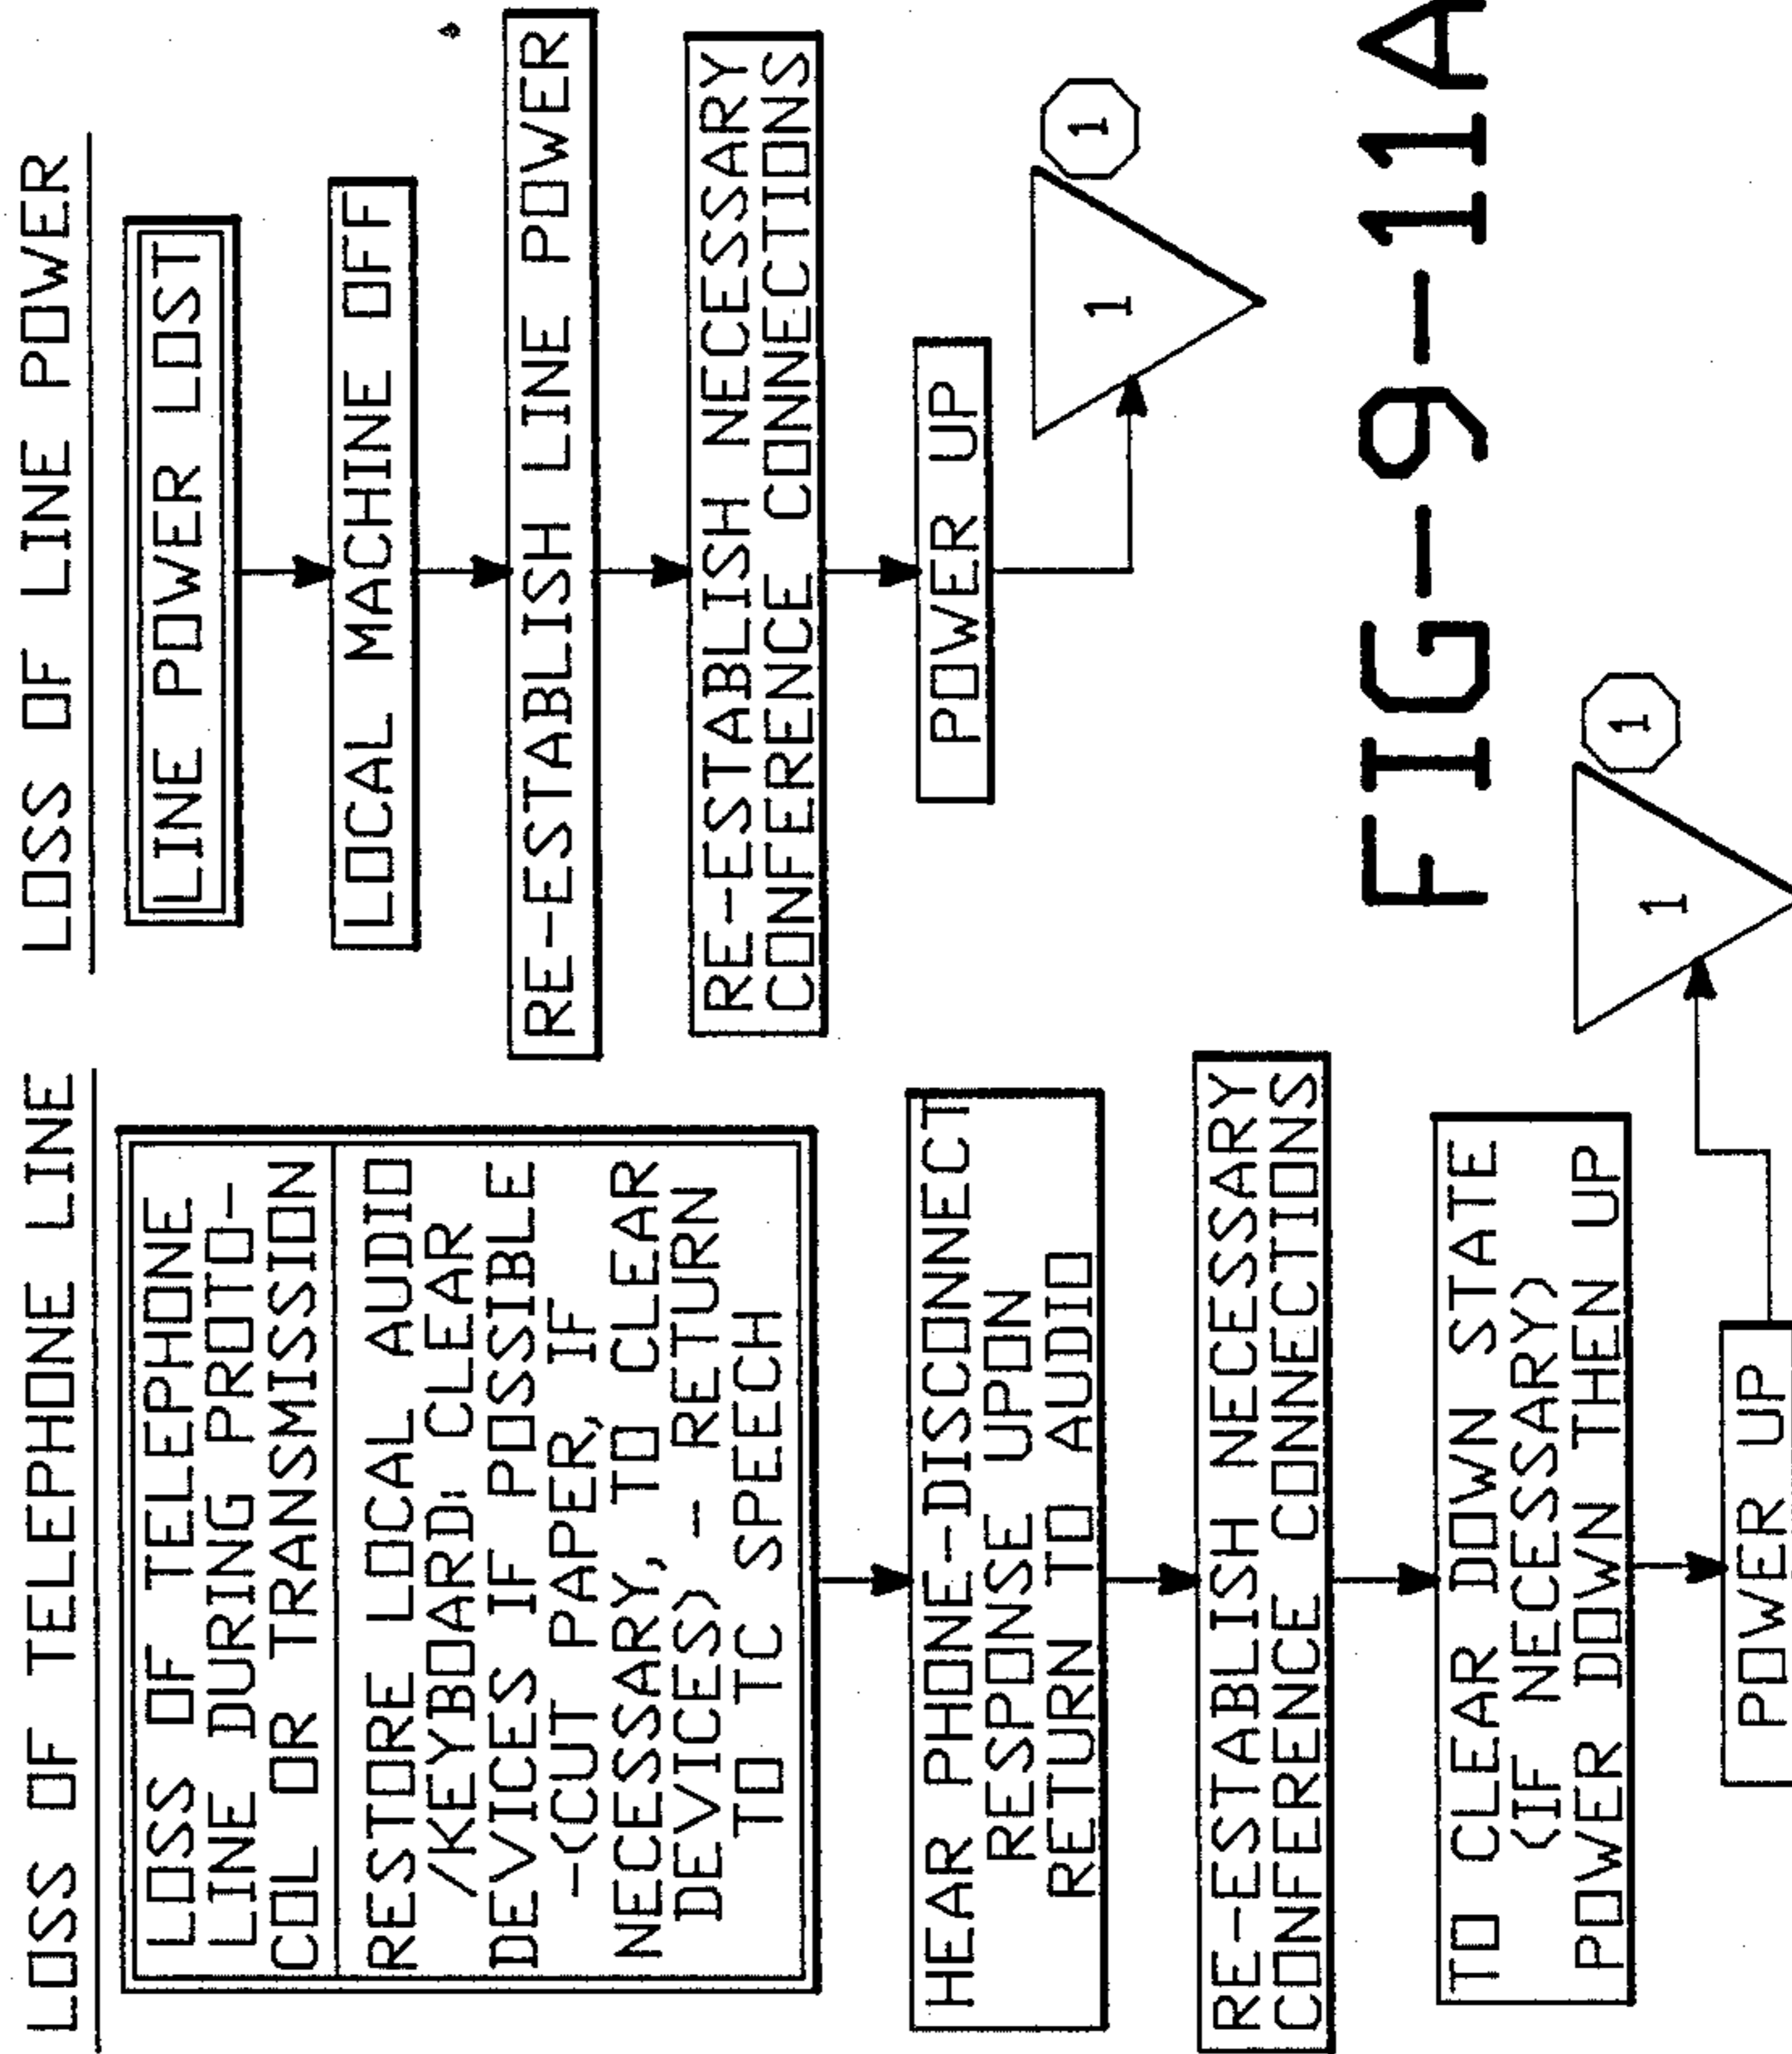 LOSS OF TELEPHONE LINE
LOSS OF TELEPHONE
LINE DURING PROTO-
COL OR TRANSMISSION
RESTORE LOCAL AUDIO
/KEYBOARD: CLEAR
DEVICES IF POSSIBLE
-(CUT PAPER, IF
NECESSARY, TO CLEAR
DEVICES) - RETURN
TO TC SPEECH
HEAR PHONE-DISCONNECT
RESPONSE UPON
RETURN TO AUDIO
RE-ESTABLISH NECESSARY
CONFERENCE CONNECTIONS
TO CLEAR DOWN STATE
(IF NECESSARY)
POWER DOWN THEN UP
POWER UP
1
1
LOSS OF LINE POWER
LINE POWER LOST
LOCAL MACHINE OFF
RE-ESTABLISH LINE POWER
RE-ESTABLISH NECESSARY
CONFERENCE CONNECTIONS
POWER UP
1
1
FIG-9-11A